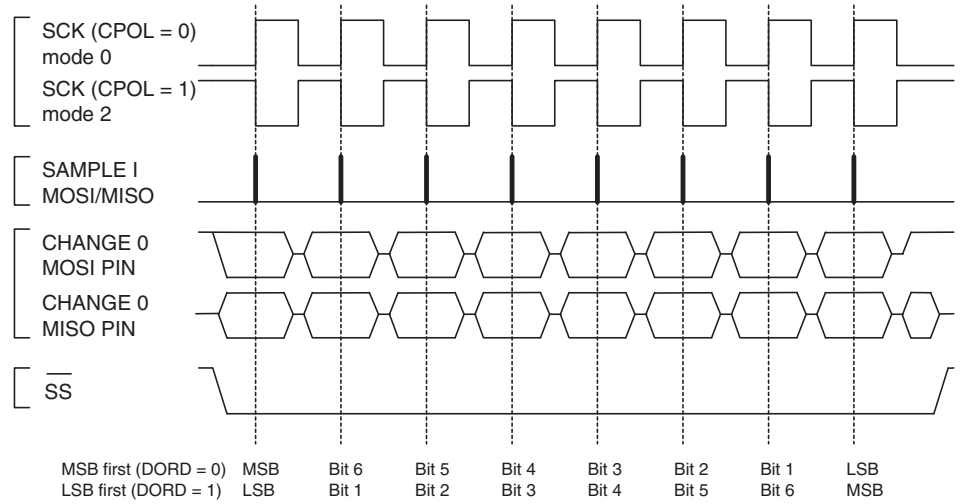 SCK (CPOL = 0)
mode 0
SCK (CPOL = 1)
mode 2
SAMPLE I
MOSI/MISO
CHANGE 0
MOSI PIN
CHANGE 0
MISO PIN
SS
MSB first (DORD = 0) MSB Bit 6 Bit 5 Bit 4 Bit 3 Bit 2 Bit 1 LSB
LSB first (DORD = 1) LSB Bit 1 Bit 2 Bit 3 Bit 4 Bit 5 Bit 6 MSB